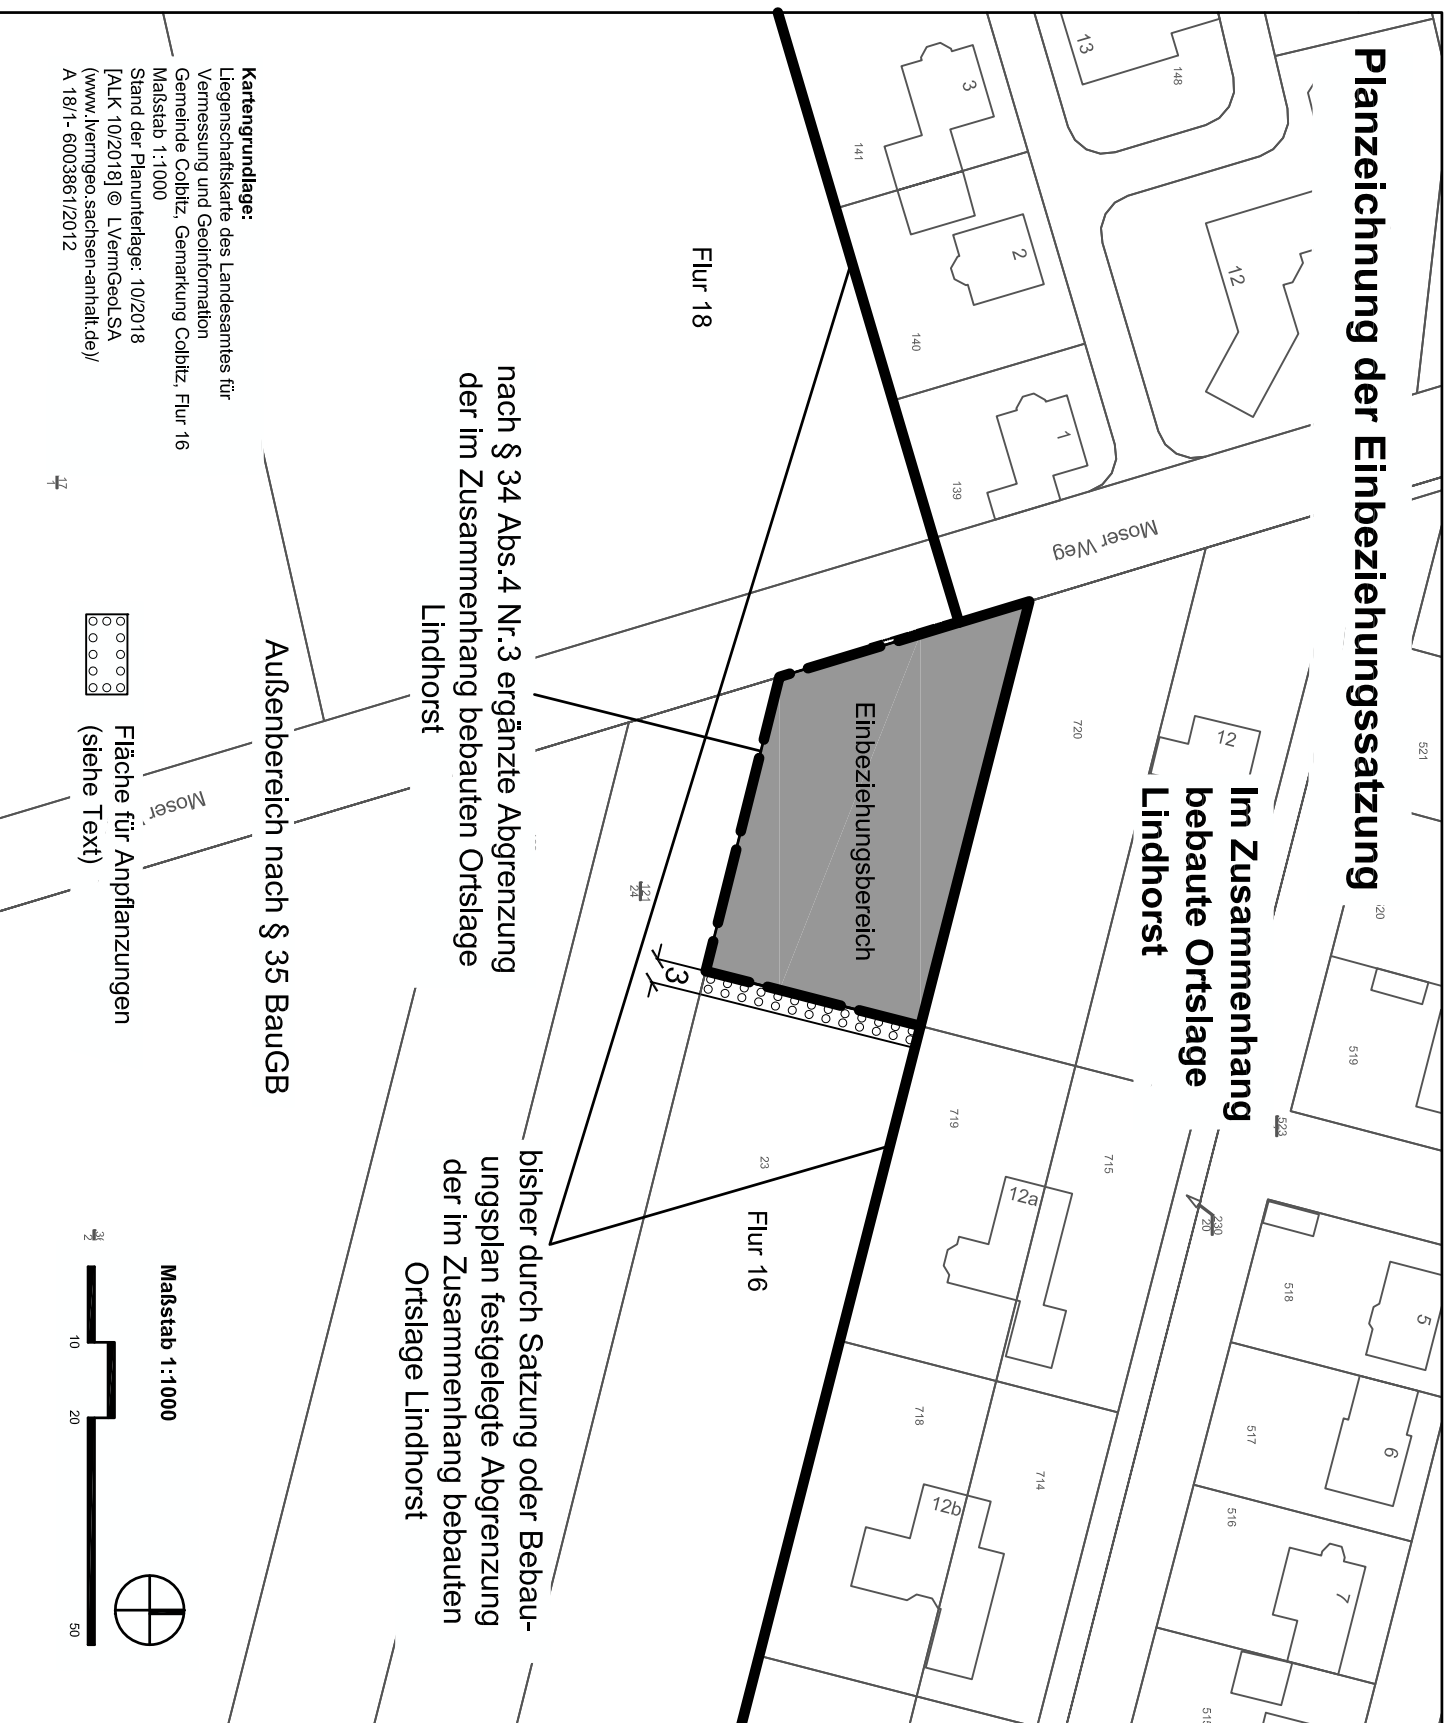 Planzeichnung der Einbeziehungssatzung
Im Zusammenhang
bebaute Ortslage
Lindhorst
Einbeziehungsbereich
Moser Weg
Flur 18
Flur 16
3
nach § 34 Abs.4 Nr.3 ergänzte Abgrenzung
der im Zusammenhang bebauten Ortslage
Lindhorst
bisher durch Satzung oder Bebau-
ungsplan festgelegte Abgrenzung
der im Zusammenhang bebauten
Ortslage Lindhorst
Außenbereich nach § 35 BauGB
Moser
Fläche für Anpflanzungen
(siehe Text)
Kartengrundlage:
Liegenschaftskarte des Landesamtes für
Vermessung und Geoinformation
Gemeinde Colbitz, Gemarkung Colbitz, Flur 16
Maßstab 1:1000
Stand der Planunterlage: 10/2018
[ALK 10/2018] © LVermGeoLSA
(www.lvermgeo.sachsen-anhalt.de)/
A 18/1- 6003861/2012
Maßstab 1:1000
10
20
50
13
148
3
141
2
140
1
139
12
720
12
521
519
523
230
20
518
5
517
6
516
7
715
719
12a
718
714
12b
23
121
24
17
1